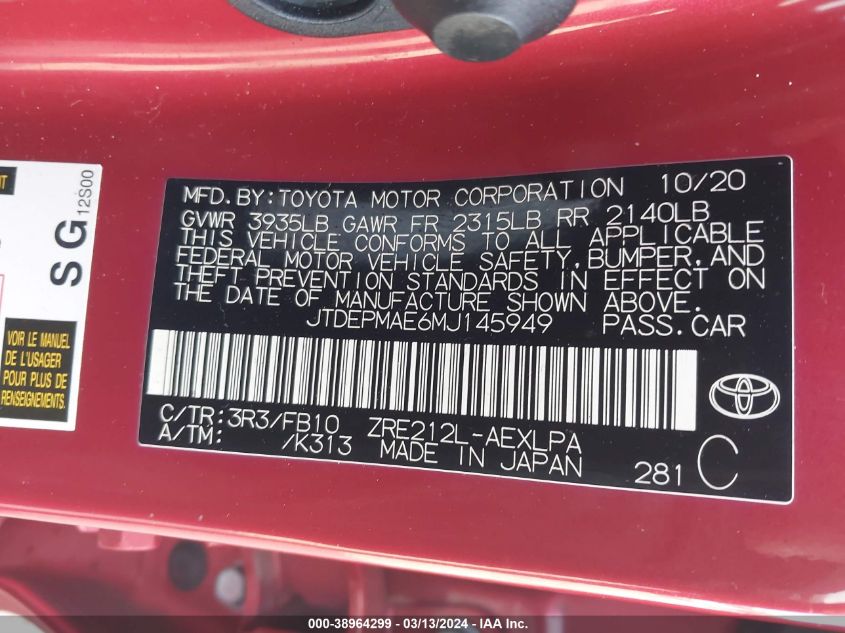 MFD.BY:TOYOTA MOTOR CORPORATION 10/20
GVWR 3935LB GAWR FR 2315LB RR 2140LB
THIS VEHICLE CONFORMS TO ALL APPLICABLE
FEDERAL MOTOR VEHICLE SAFETY,BUMPER,AND
THEFT PREVENTION STANDARDS IN EFFECT ON
THE DATE OF MANUFACTURE SHOWN ABOVE.
JTDEPMAE6MJ145949 PASS.CAR
C/TR:3R3/FB10 ZRE212L-AEXLPA
A/TM: /K313 MADE IN JAPAN 281 C
SG 12S00
VOIR LE MANUEL
DE L'USAGER
POUR PLUS DE
RENSEIGNEMENTS.
000-38964299 - 03/13/2024 - IAA Inc.